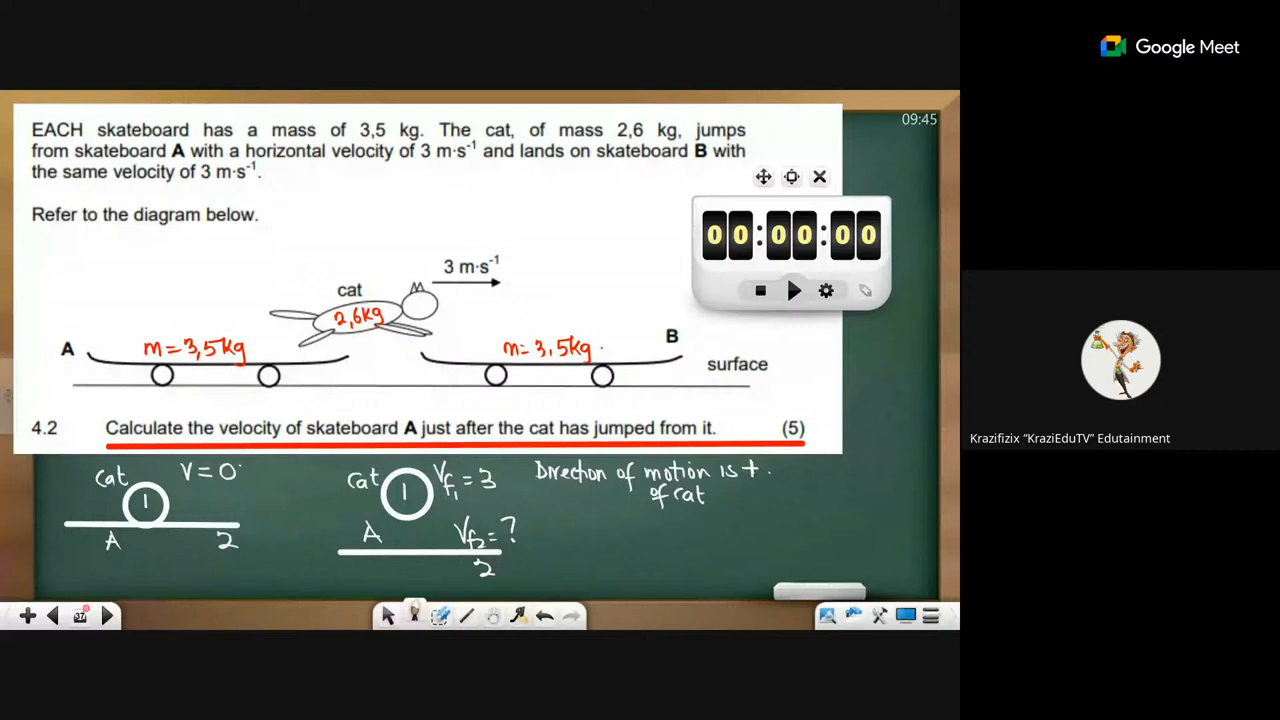 Google Meet
09:45
EACH skateboard has a mass of 3,5 kg. The cat, of mass 2,6 kg, jumps
from skateboard A with a horizontal velocity of 3 m·s⁻¹ and lands on skateboard B with
the same velocity of 3 m·s⁻¹.
Refer to the diagram below.
00:00:00
3 m·s⁻¹
cat
2,6kg
A
m=3,5kg
m=3,5kg.
B
surface
4.2 Calculate the velocity of skateboard A just after the cat has jumped from it. (5)
Krazifizix “KraziEduTV” Edutainment
cat V=0
1
A 2
cat 1 Vf₁=3
A Vf₂=?
2
Direction of motion is +.
of cat
37